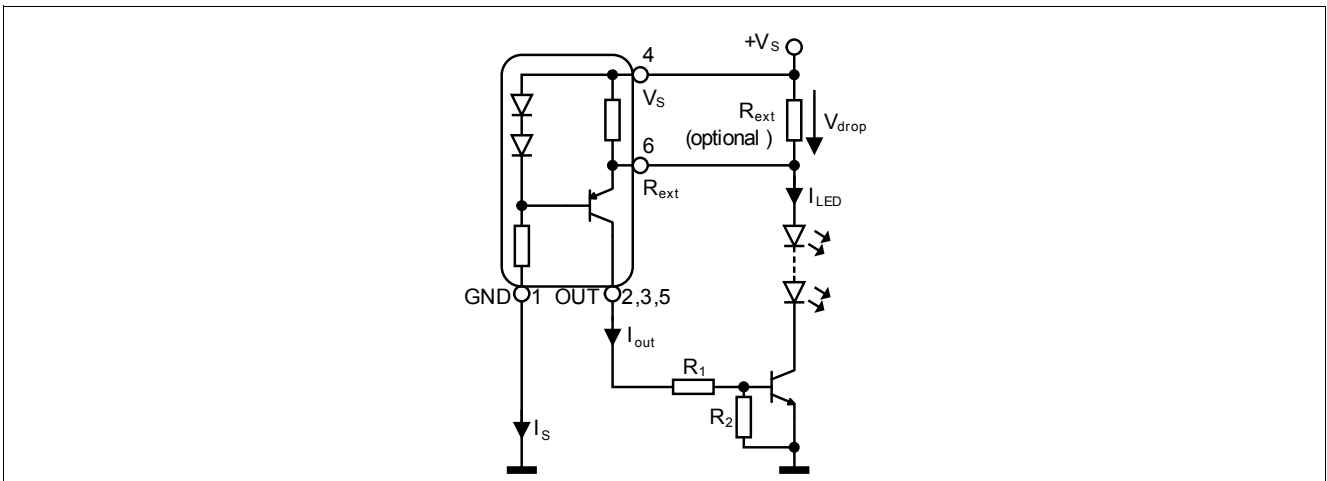 +VS
4
VS
Rext
(optional )
Vdrop
6
Rext
ILED
GND 1 OUT 2,3,5
Iout
R1
R2
IS